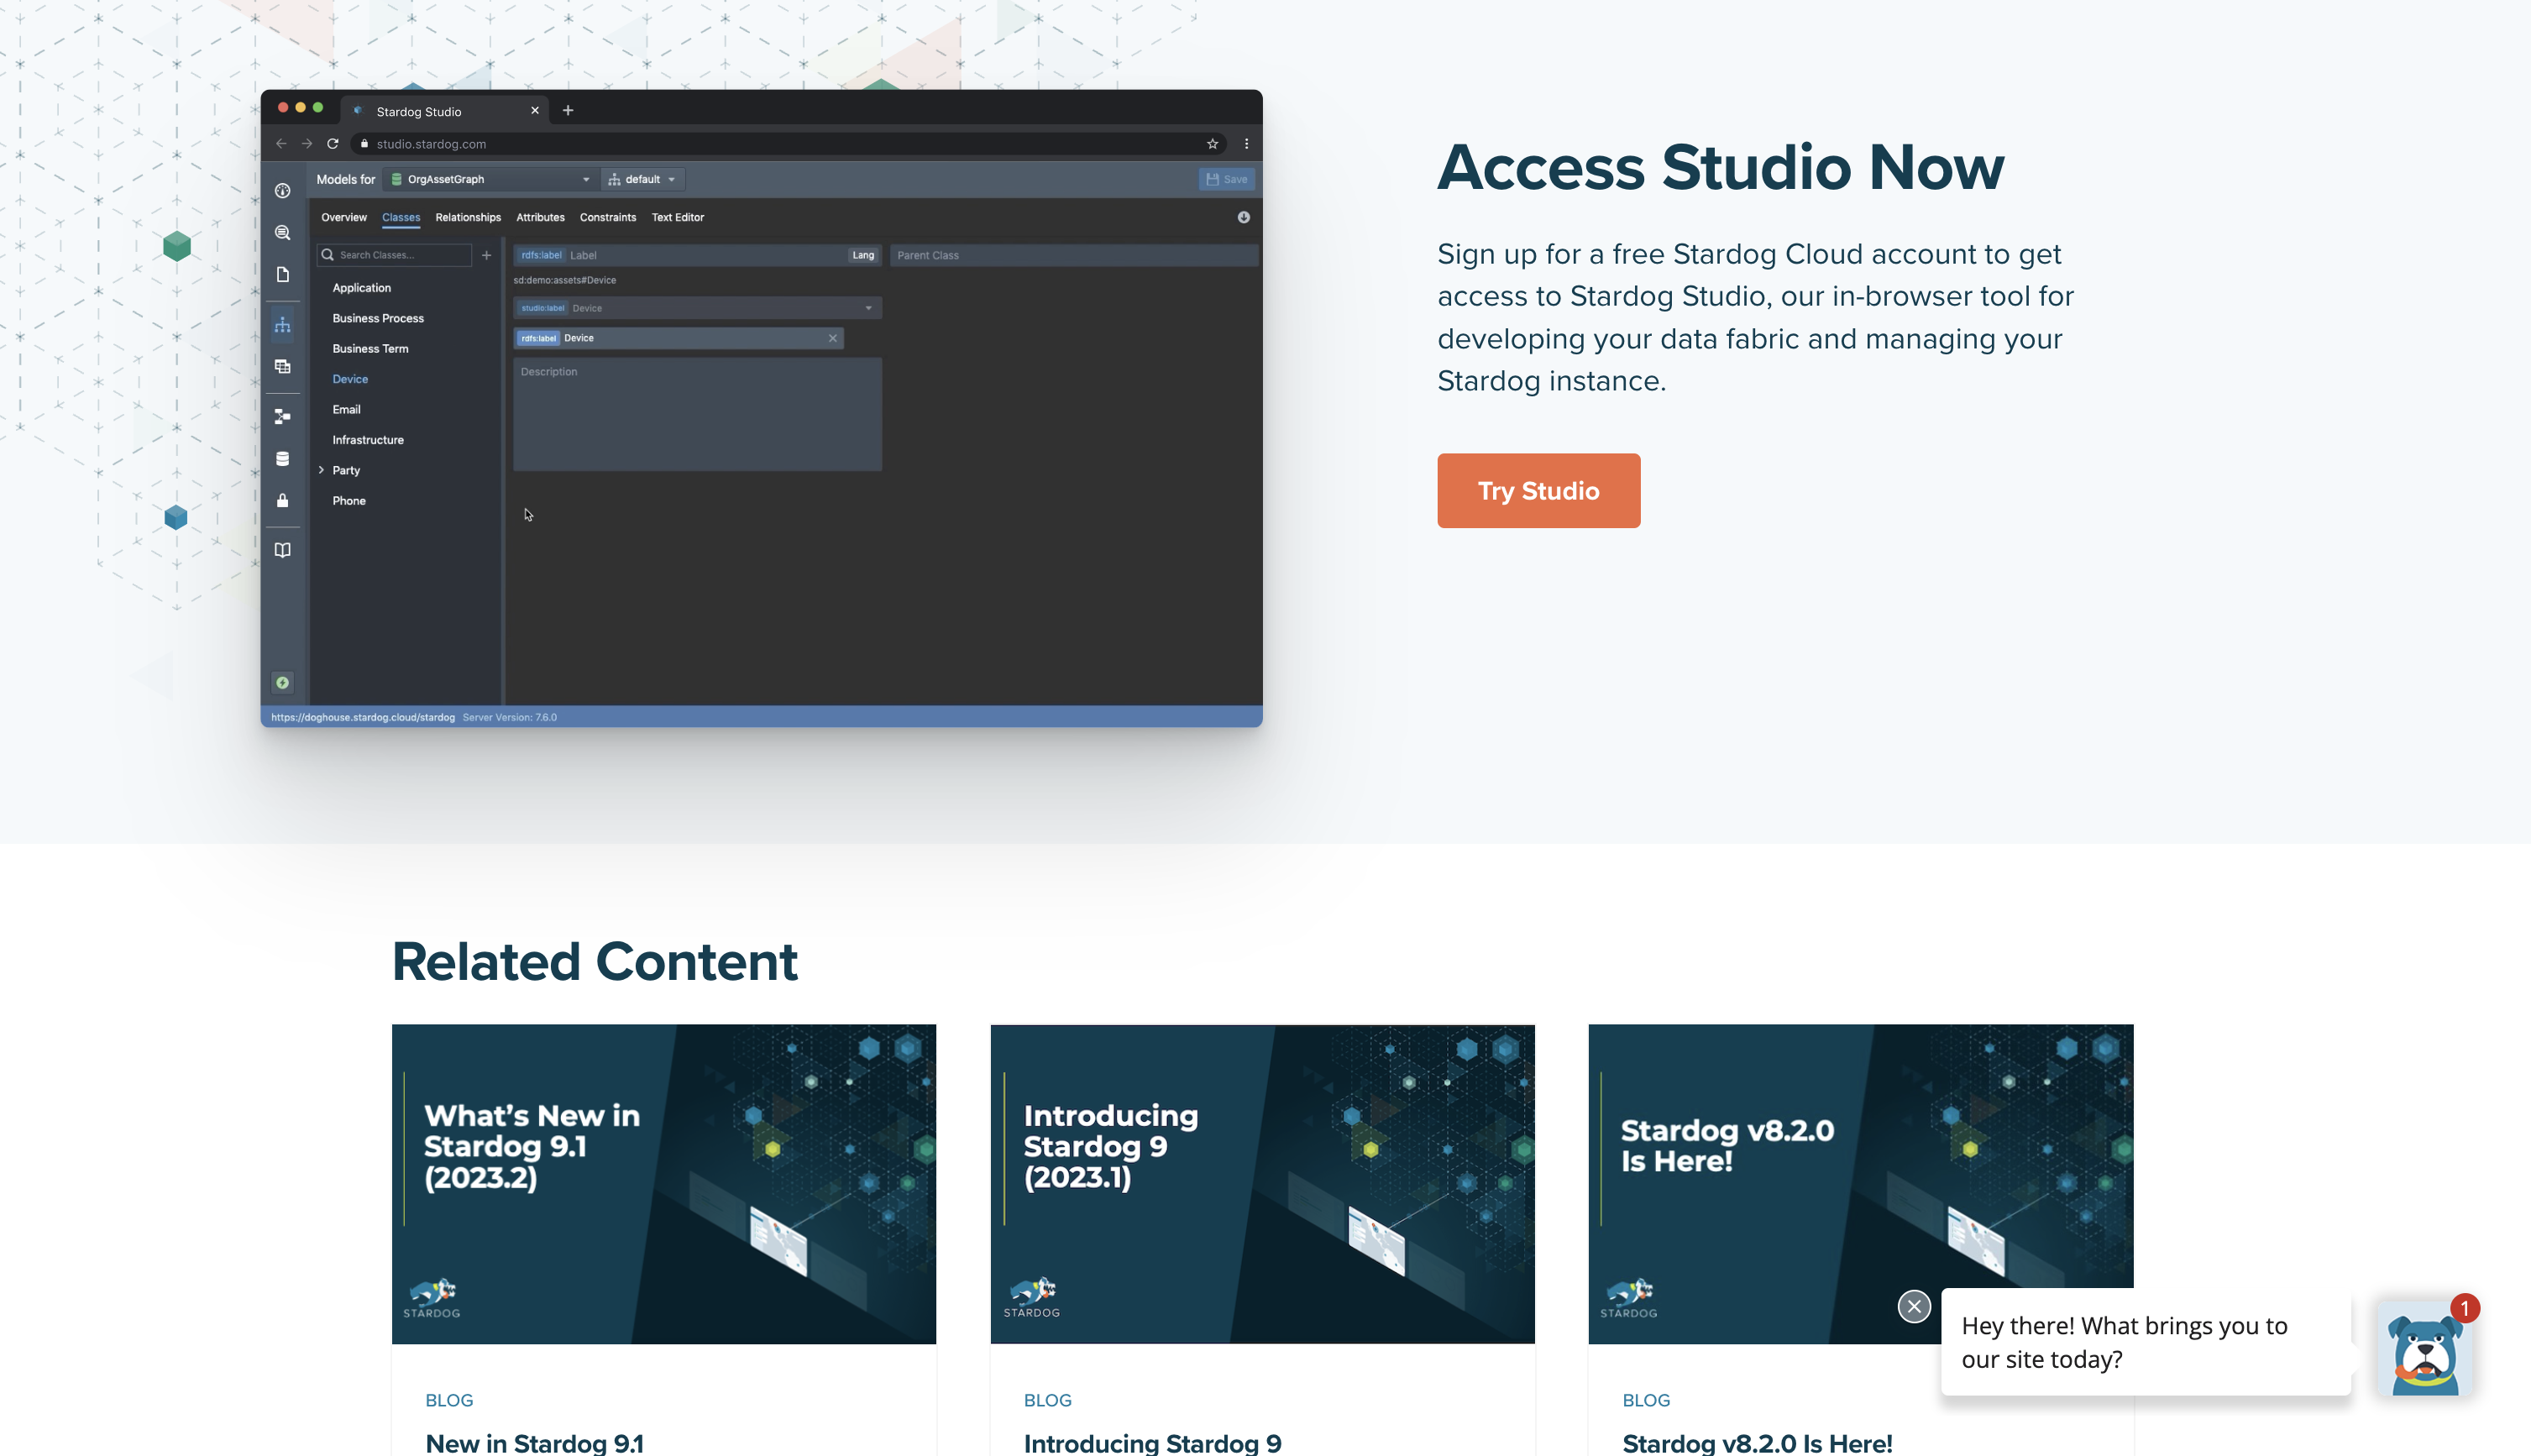 Stardog Studio
studio.stardog.com
Models for OrgAssetGraph default Save
Overview Classes Relationships Attributes Constraints Text Editor
Search Classes...
Application
Business Process
Business Term
Device
Email
Infrastructure
Party
Phone
rdfs:label Label Lang Parent Class
sd:demo:assets#Device
studio:label Device
rdfs:label Device
Description
https://doghouse.stardog.cloud/stardog Server Version: 7.6.0
Access Studio Now
Sign up for a free Stardog Cloud account to get
access to Stardog Studio, our in-browser tool for
developing your data fabric and managing your
Stardog instance.
Try Studio
Related Content
What's New in
Stardog 9.1
(2023.2)
STARDOG
BLOG
New in Stardog 9.1
Introducing
Stardog 9
(2023.1)
STARDOG
BLOG
Introducing Stardog 9
Stardog v8.2.0
Is Here!
STARDOG
BLOG
Stardog v8.2.0 Is Here!
Hey there! What brings you to
our site today?
1